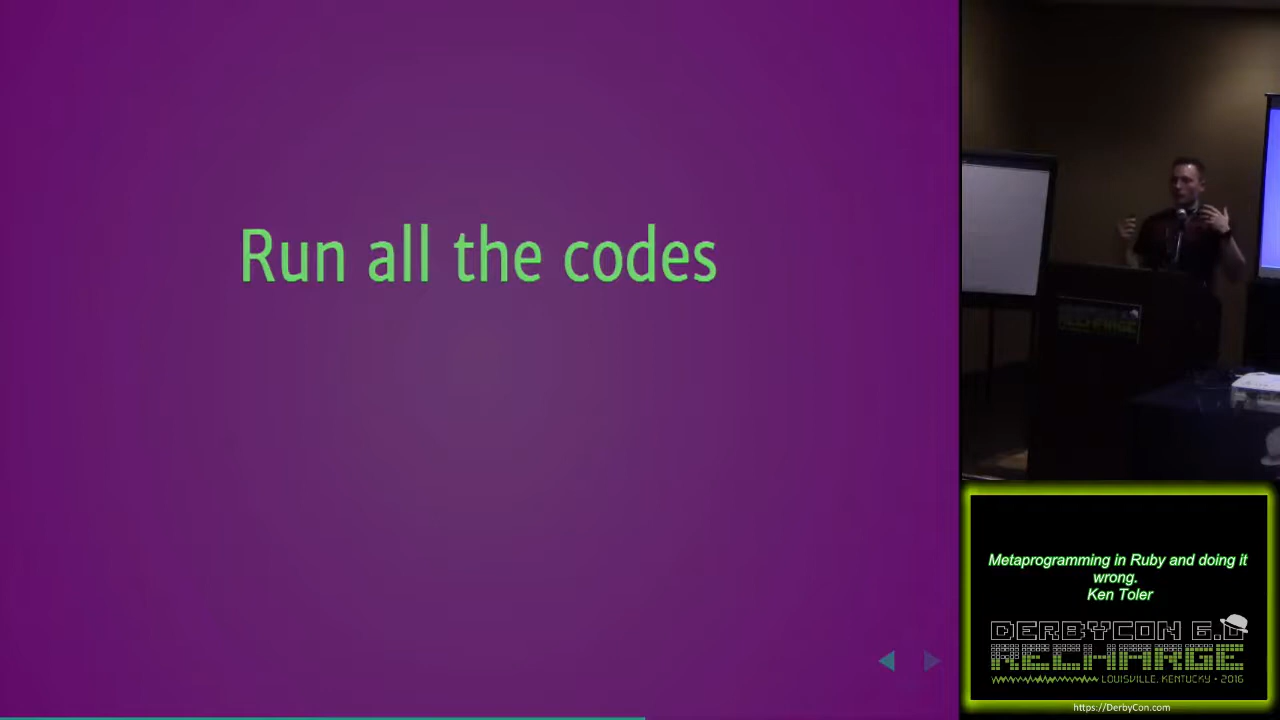 Run all the codes
RECHARGE
Metaprogramming in Ruby and doing it
wrong.
Ken Toler
DERBYCON 6.0
RECHARGE
LOUISVILLE, KENTUCKY • 2016
https://DerbyCon.com